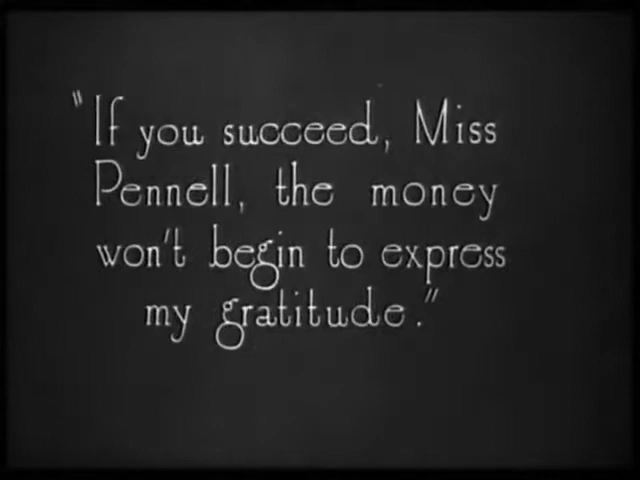 "If you succeed, Miss
Pennell, the money
won't begin to express
my gratitude."